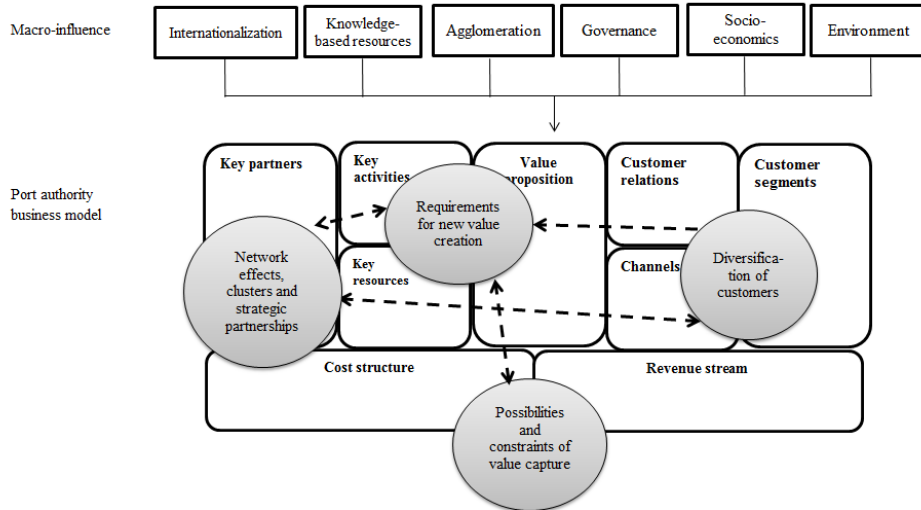 Macro-influence
Internationalization
Knowledge-
based resources
Agglomeration
Governance
Socio-
economics
Environment
Port authority
business model
Key partners
Key
activities
Value
proposition
Customer
relations
Customer
segments
Requirements
for new value
creation
Network
effects,
clusters and
strategic
partnerships
Key
resources
Channels
Diversifica-
tion of
customers
Cost structure
Revenue stream
Possibilities
and
constraints of
value capture